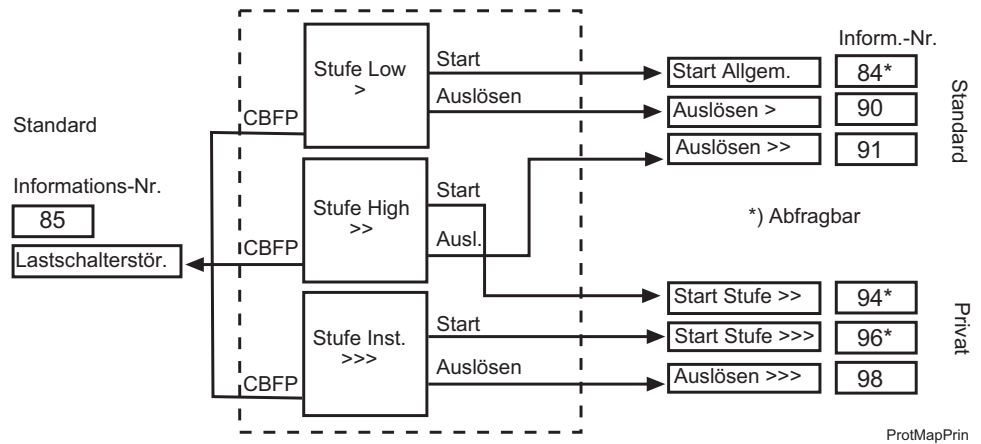 Inform.-Nr.
Stufe Low
>
Start
Auslösen
CBFP
Start Allgem.
84*
Auslösen >
90
Auslösen >>
91
Standard
Standard
Informations-Nr.
85
Lastschalterstör.
Stufe High
>>
Start
Ausl.
CBFP
*) Abfragbar
Start Stufe >>
94*
Stufe Inst.
>>>
Start
Auslösen
CBFP
Start Stufe >>>
96*
Auslösen >>>
98
Privat
ProtMapPrin